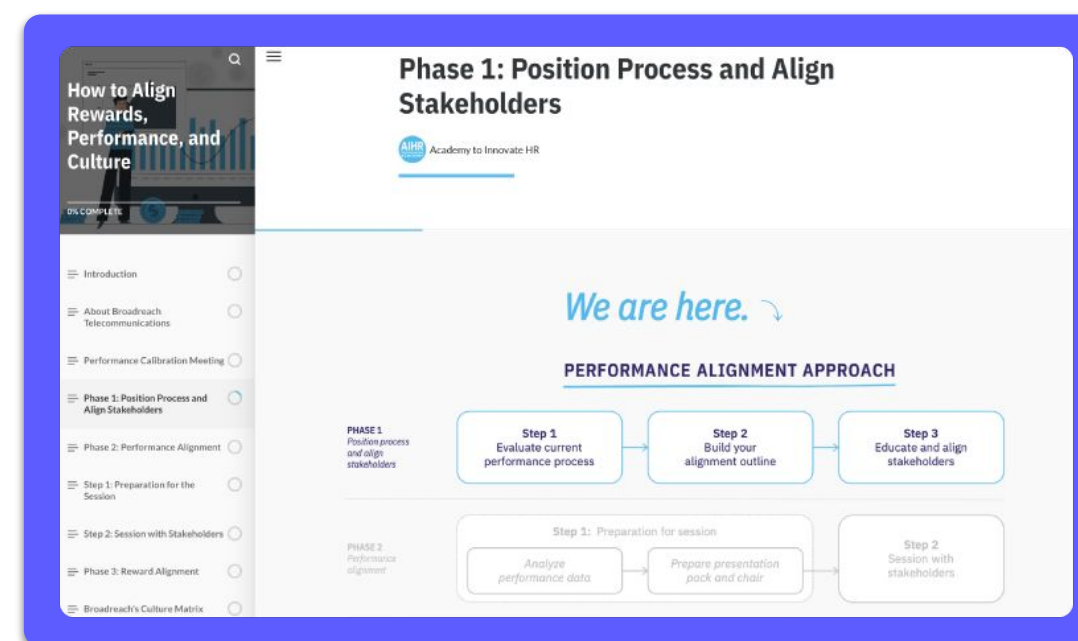 How to Align
Rewards,
Performance, and
Culture
0% COMPLETE
Introduction
About Broadreach
Telecommunications
Performance Calibration Meeting
Phase 1: Position Process and
Align Stakeholders
Phase 2: Performance Alignment
Step 1: Preparation for the
Session
Step 2: Session with Stakeholders
Phase 3: Reward Alignment
Broadreach's Culture Matrix
Phase 1: Position Process and Align
Stakeholders
AIHR
Academy to Innovate HR
We are here.
PERFORMANCE ALIGNMENT APPROACH
PHASE 1
Position process
and align
stakeholders
Step 1
Evaluate current
performance process
Step 2
Build your
alignment outline
Step 3
Educate and align
stakeholders
PHASE 2
Performance
alignment
Step 1: Preparation for session
Analyze
performance data
Prepare presentation
pack and chair
Step 2
Session with
stakeholders